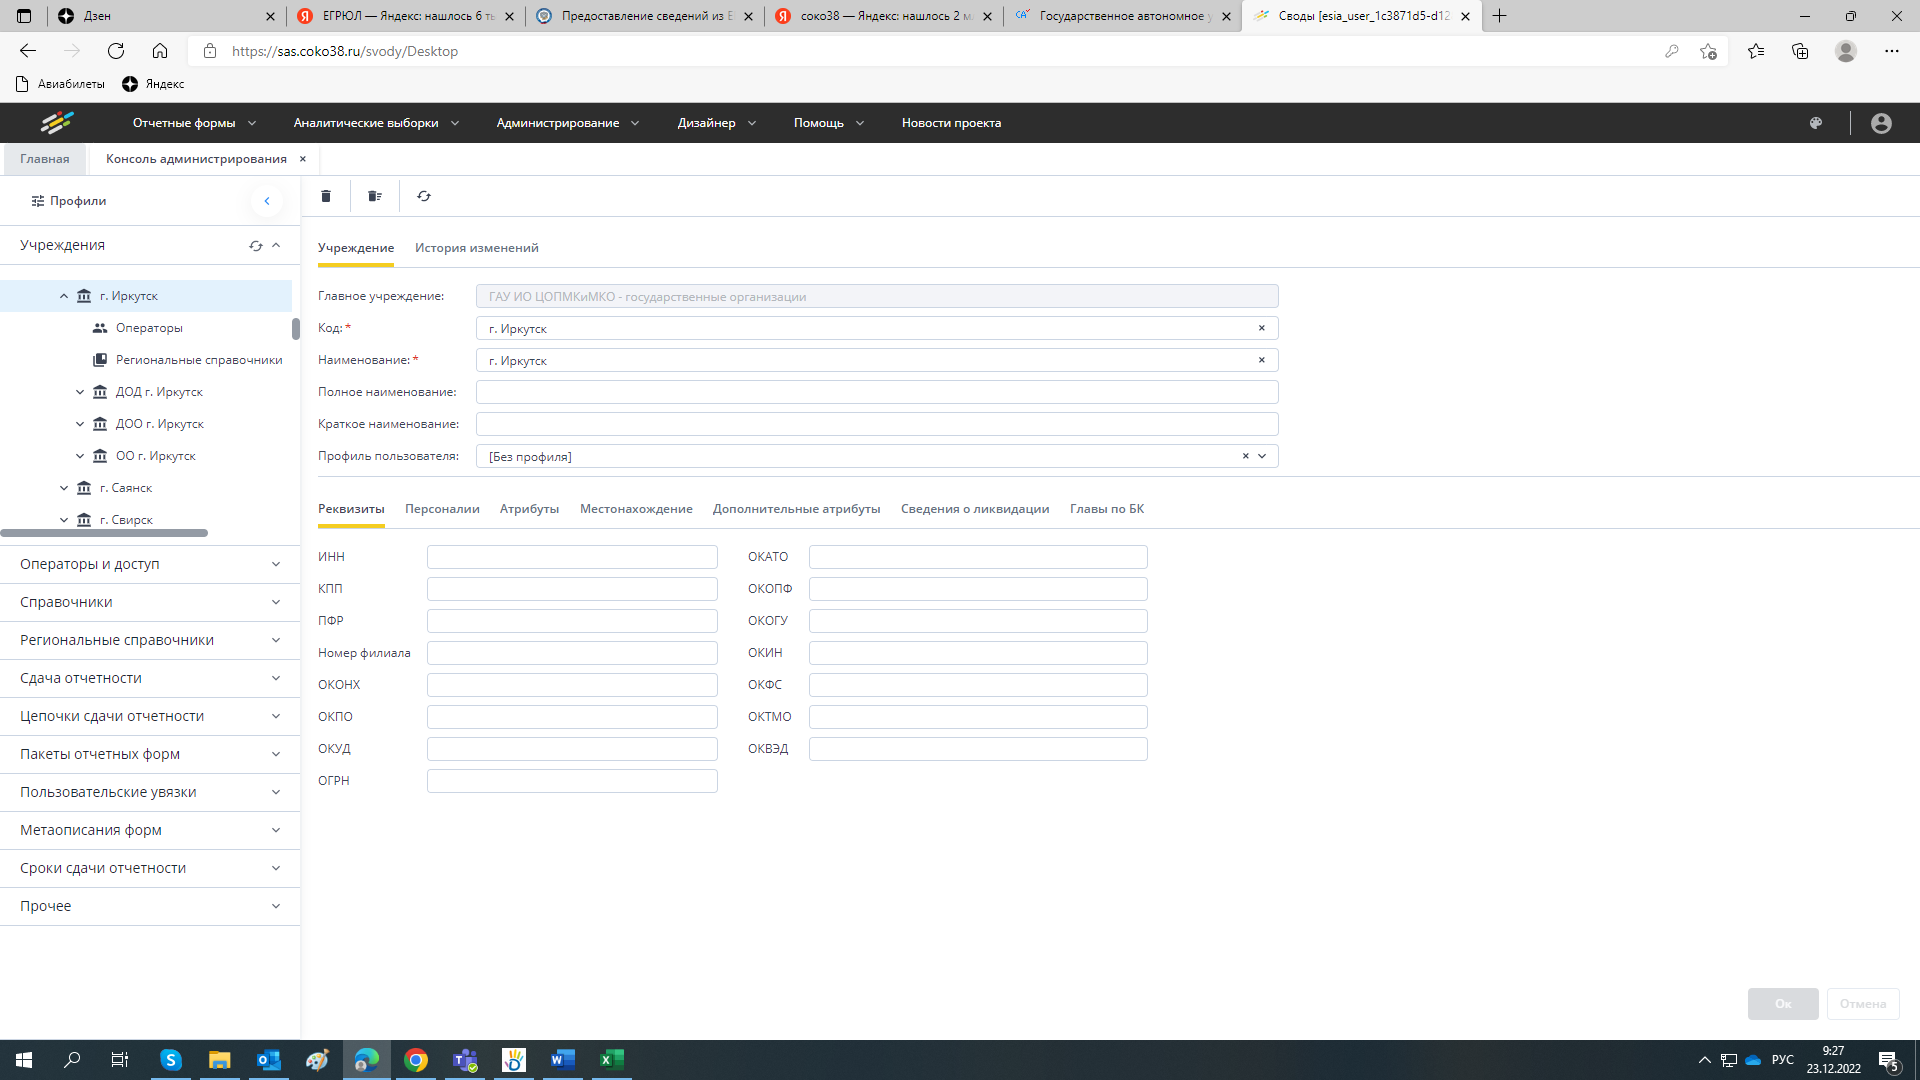 Дзен
ЕГРЮЛ — Яндекс: нашлось 6 ты
Предоставление сведений из Е
соко38 — Яндекс: нашлось 2 мл
Государственное автономное у
Своды [esia_user_1c3871d5-d12
https://sas.coko38.ru/svody/Desktop
Авиабилеты
Яндекс
Отчетные формы
Аналитические выборки
Администрирование
Дизайнер
Помощь
Новости проекта
Главная
Консоль администрирования
Профили
Учреждения
г. Иркутск
Операторы
Региональные справочники
ДОД г. Иркутск
ДОО г. Иркутск
ОО г. Иркутск
г. Саянск
г. Свирск
Операторы и доступ
Справочники
Региональные справочники
Сдача отчетности
Цепочки сдачи отчетности
Пакеты отчетных форм
Пользовательские увязки
Метаописания форм
Сроки сдачи отчетности
Прочее
Учреждение
История изменений
Главное учреждение: ГАУ ИО ЦОПМКиМКО - государственные организации
Код: * г. Иркутск
Наименование: * г. Иркутск
Полное наименование:
Краткое наименование:
Профиль пользователя: [Без профиля]
Реквизиты
Персоналии
Атрибуты
Местонахождение
Дополнительные атрибуты
Сведения о ликвидации
Главы по БК
ИНН
КПП
ПФР
Номер филиала
ОКОНХ
ОКПО
ОКУД
ОГРН
ОКАТО
ОКОПФ
ОКОГУ
ОКИН
ОКФС
ОКТМО
ОКВЭД
Ок
Отмена
РУС
9:27
23.12.2022
5